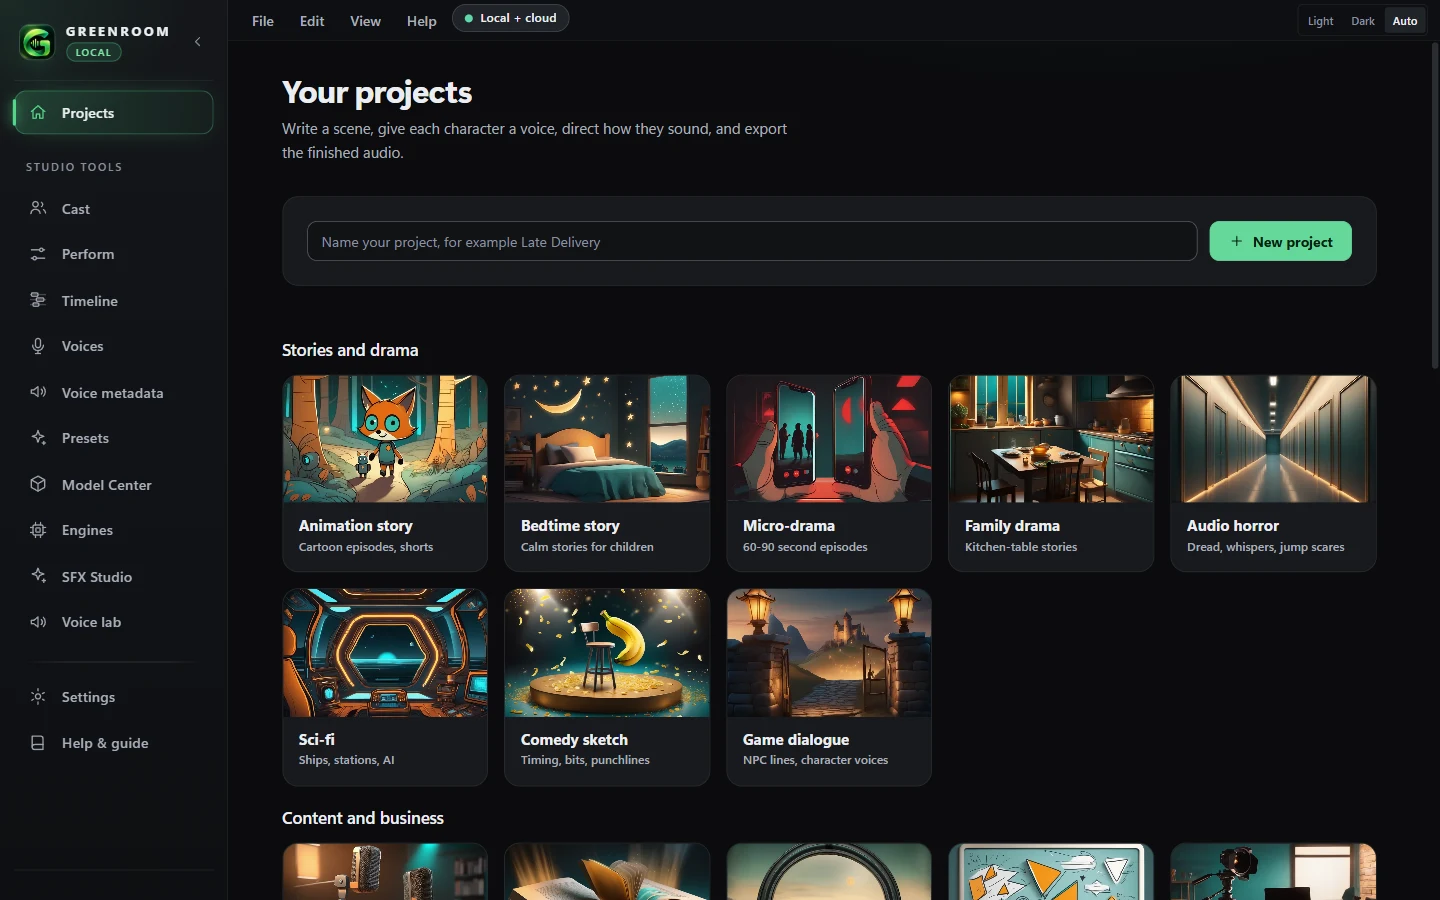 GREENROOM
LOCAL
File
Edit
View
Help
Local + cloud
Light
Dark
Auto
Projects
STUDIO TOOLS
Cast
Perform
Timeline
Voices
Voice metadata
Presets
Model Center
Engines
SFX Studio
Voice lab
Settings
Help & guide
Your projects
Write a scene, give each character a voice, direct how they sound, and export
the finished audio.
Name your project, for example Late Delivery
+ New project
Stories and drama
Animation story
Cartoon episodes, shorts
Bedtime story
Calm stories for children
Micro-drama
60-90 second episodes
Family drama
Kitchen-table stories
Audio horror
Dread, whispers, jump scares
Sci-fi
Ships, stations, AI
Comedy sketch
Timing, bits, punchlines
Game dialogue
NPC lines, character voices
Content and business